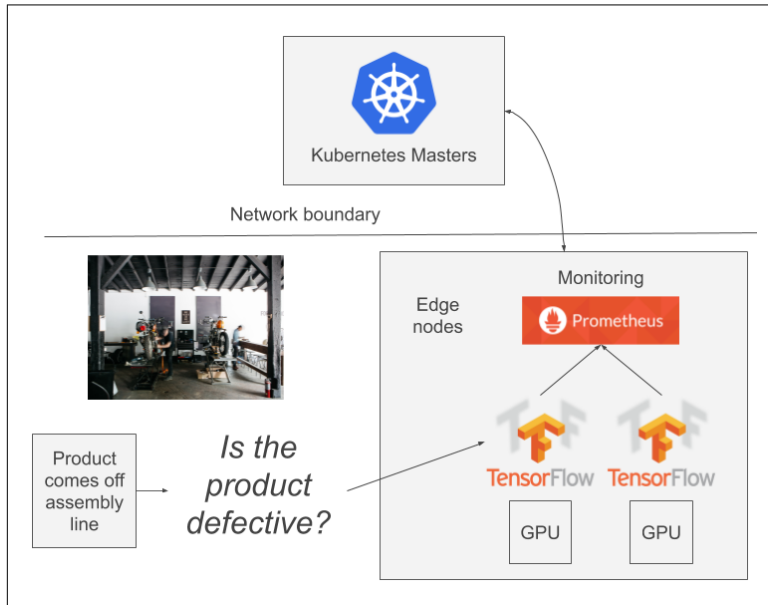 Kubernetes Masters
Network boundary
Monitoring
Edge
nodes
Prometheus
TensorFlow
TensorFlow
Is the
product
defective?
Product
comes off
assembly
line
GPU
GPU